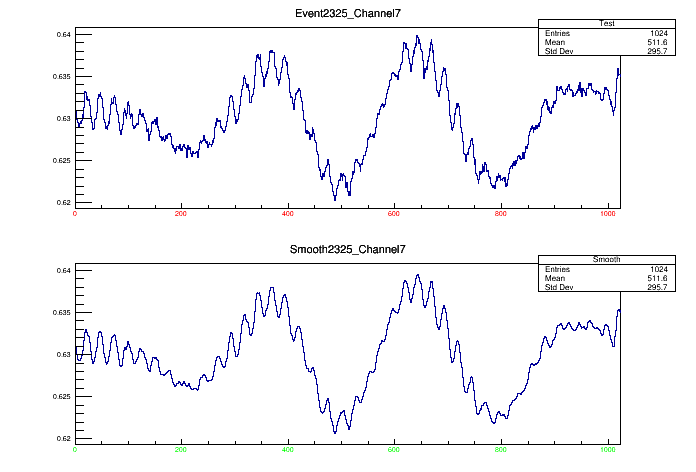 Event2325_Channel7
Test
Entries 1024
Mean 511.6
Std Dev 295.7
0.64
0.635
0.63
0.625
0.62
0 200 400 600 800 1000
Smooth2325_Channel7
Smooth
Entries 1024
Mean 511.6
Std Dev 295.7
0.64
0.635
0.63
0.625
0.62
0 200 400 600 800 1000